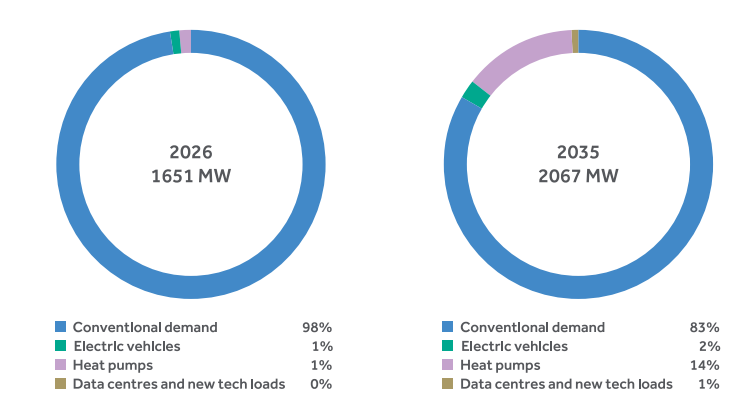 2026
1651 MW
Conventional demand 98%
Electric vehicles 1%
Heat pumps 1%
Data centres and new tech loads 0%
2035
2067 MW
Conventional demand 83%
Electric vehicles 2%
Heat pumps 14%
Data centres and new tech loads 1%